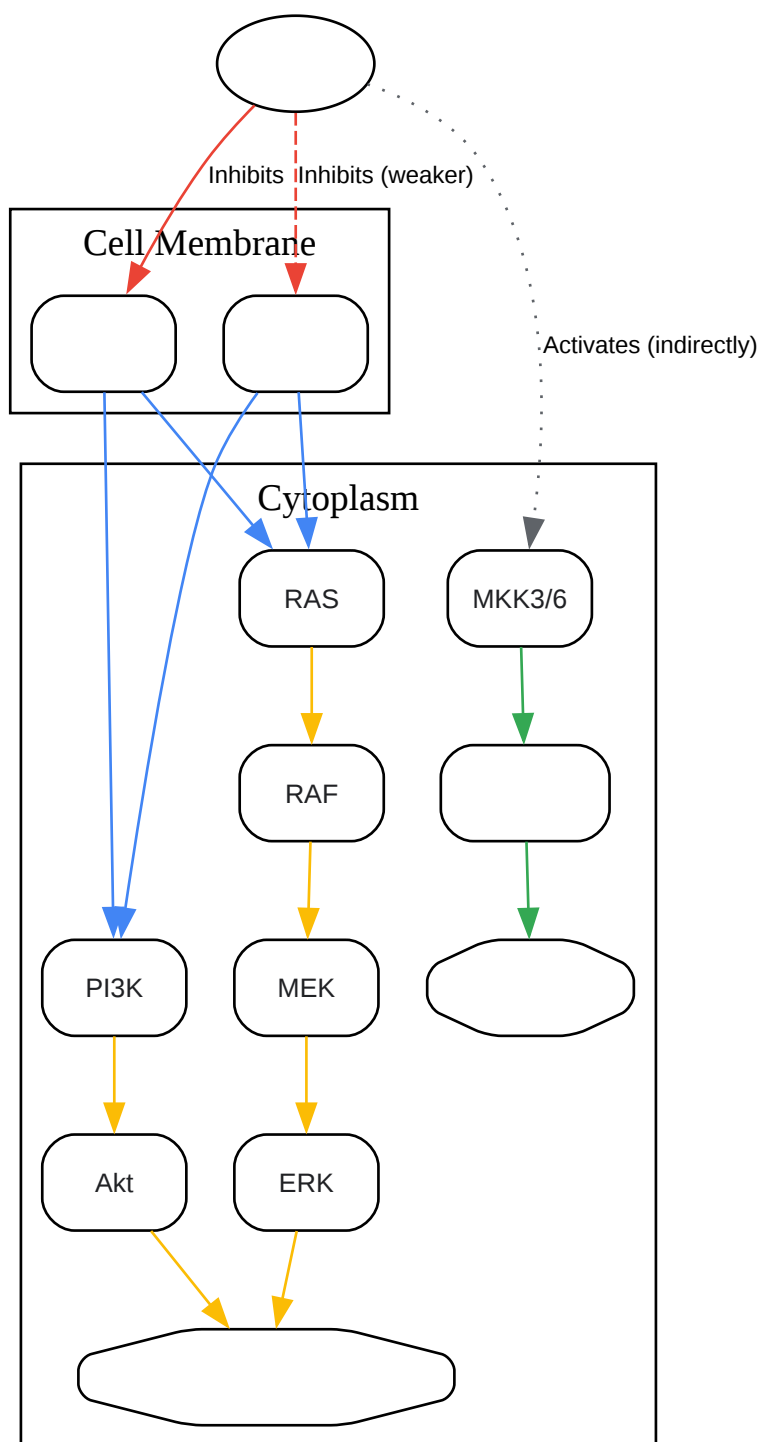 Inhibits
Inhibits (weaker)
Cell Membrane
Activates (indirectly)
Cytoplasm
RAS
MKK3/6
RAF
PI3K
MEK
Akt
ERK